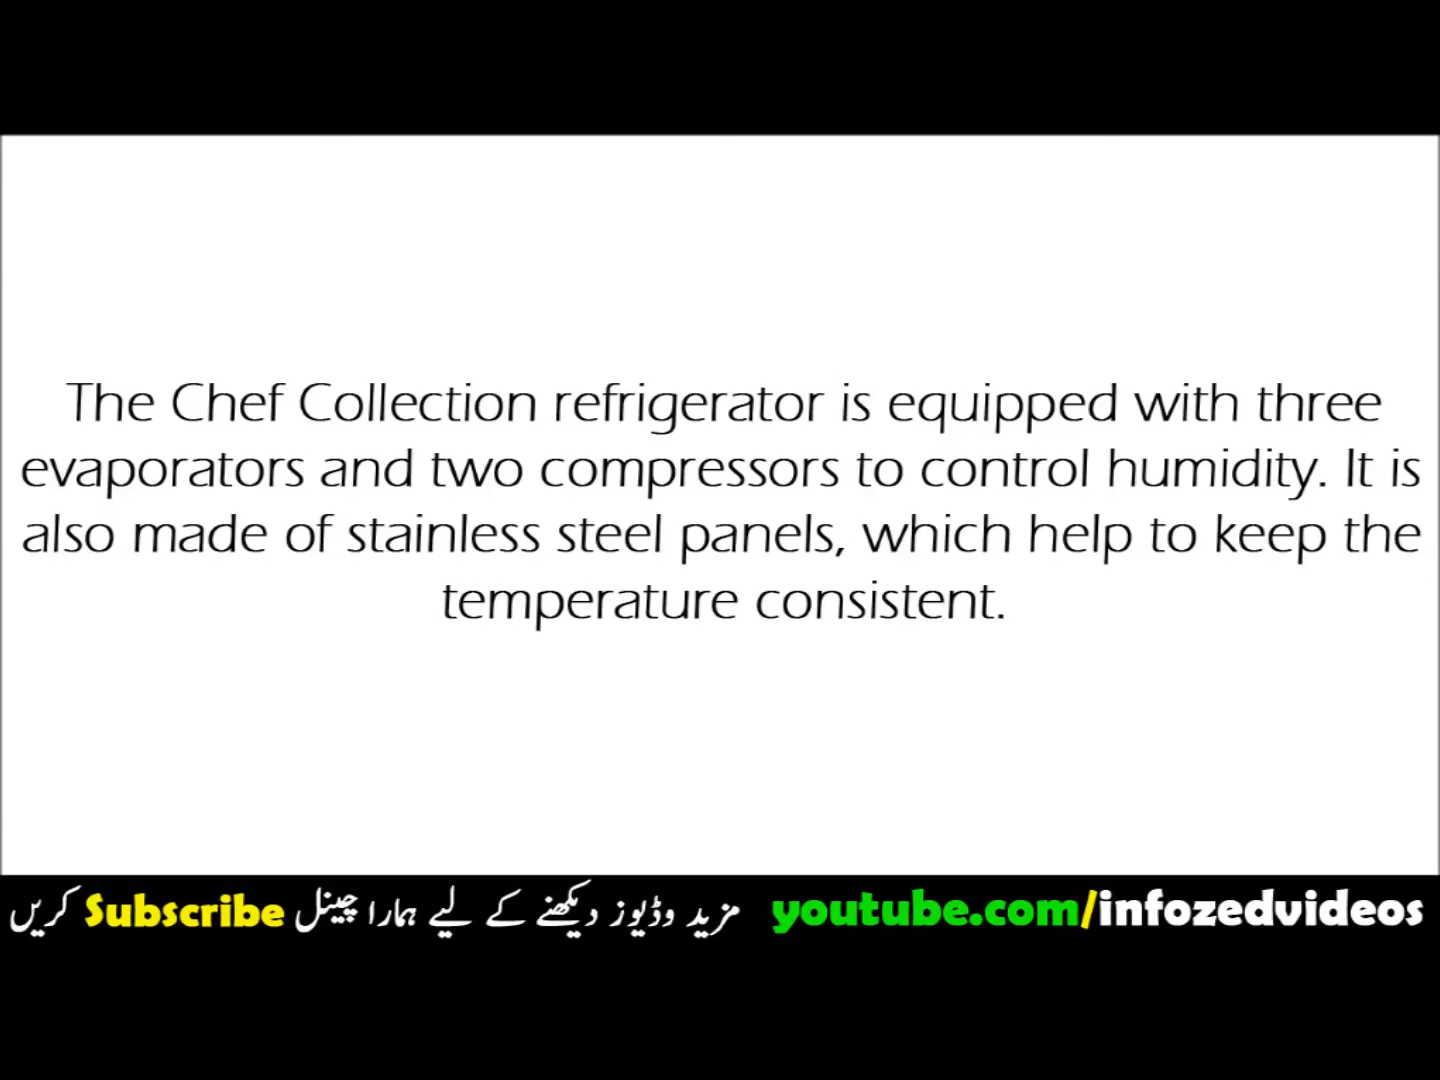 The Chef Collection refrigerator is equipped with three
evaporators and two compressors to control humidity. It is
also made of stainless steel panels, which help to keep the
temperature consistent.
مزید وڈیوز دیکھنے کے لیے ہمارا چینل Subscribe کریں youtube.com/infozedvideos